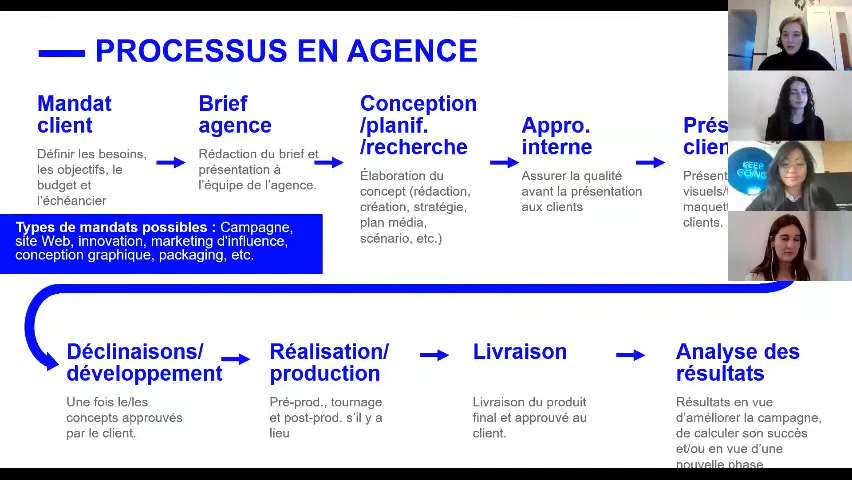 PROCESSUS EN AGENCE
Mandat
client
Définir les besoins,
les objectifs, le
budget et
l'échéancier
Brief
agence
Rédaction du brief et
présentation à
l'équipe de l'agence.
Conception
/planif.
/recherche
Élaboration du
concept (rédaction,
création, stratégie,
plan média,
scénario, etc.)
Appro.
interne
Assurer la qualité
avant la présentation
aux clients
Prés
clien
Présent
visuels/
maquett
clients.
KEEP
GOING
Types de mandats possibles : Campagne,
site Web, innovation, marketing d'influence,
conception graphique, packaging, etc.
Déclinaisons/
développement
Une fois le/les
concepts approuvés
par le client.
Réalisation/
production
Pré-prod., tournage
et post-prod. s'il y a
lieu
Livraison
Livraison du produit
final et approuvé au
client.
Analyse des
résultats
Résultats en vue
d'améliorer la campagne,
de calculer son succès
et/ou en vue d'une
nouvelle phase